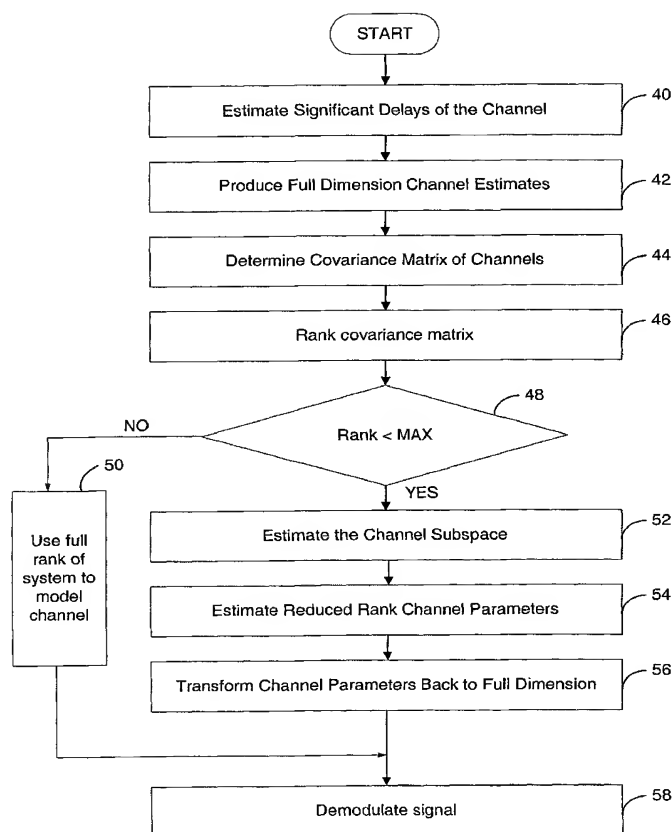 START
Estimate Significant Delays of the Channel
40
Produce Full Dimension Channel Estimates
42
Determine Covariance Matrix of Channels
44
Rank covariance matrix
46
Rank < MAX
48
NO
YES
50
Use full
rank of
system to
model
channel
Estimate the Channel Subspace
52
Estimate Reduced Rank Channel Parameters
54
Transform Channel Parameters Back to Full Dimension
56
Demodulate signal
58